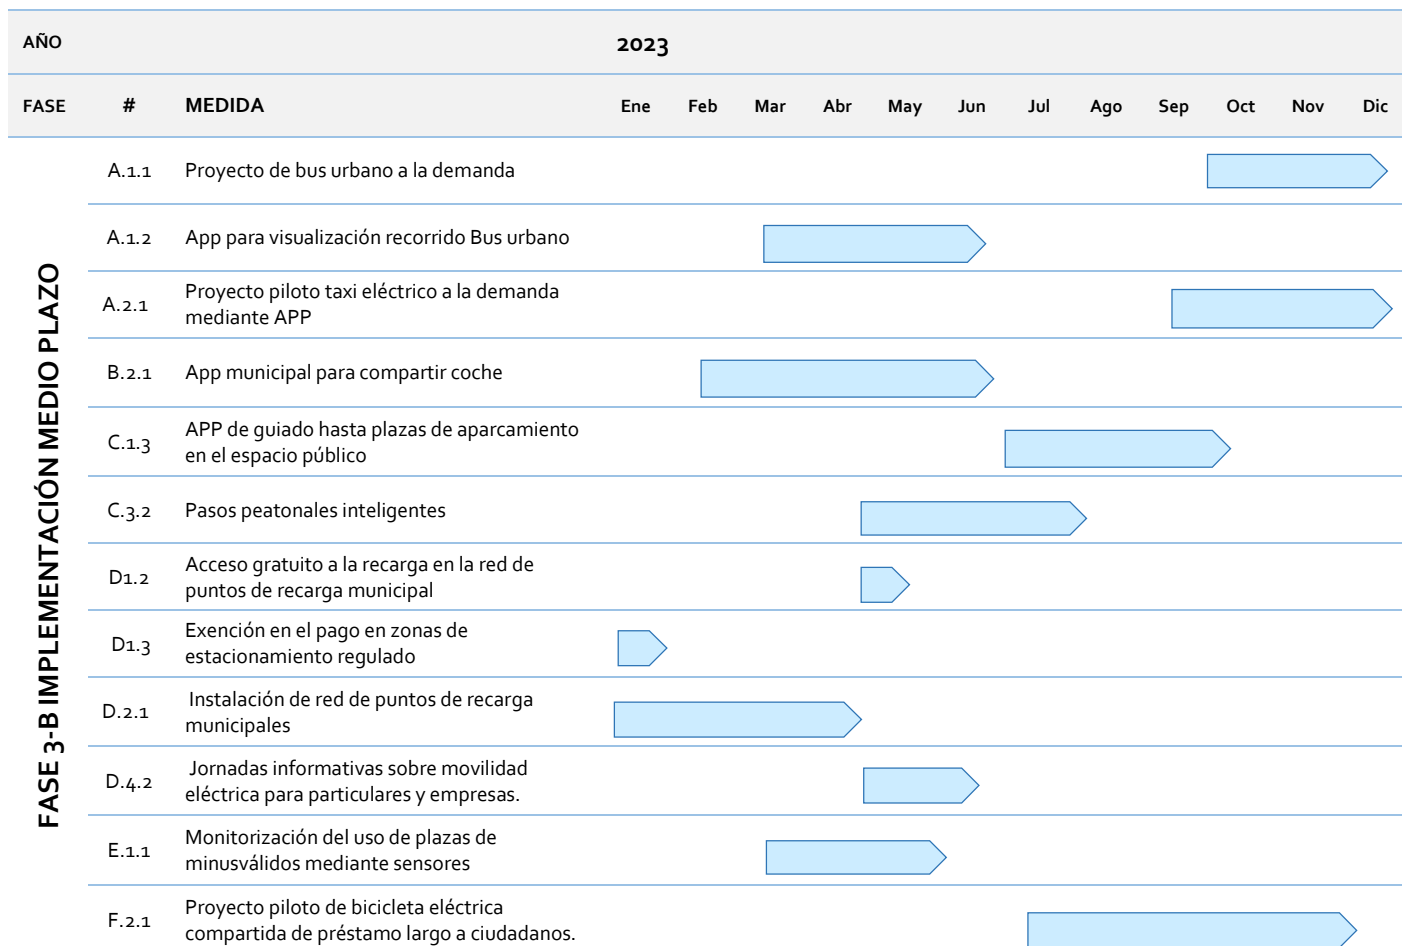 AÑO 2023
FASE # MEDIDA Ene Feb Mar Abr May Jun Jul Ago Sep Oct Nov Dic
FASE 3-B IMPLEMENTACIÓN MEDIO PLAZO
A.1.1 Proyecto de bus urbano a la demanda
A.1.2 App para visualización recorrido Bus urbano
A.2.1 Proyecto piloto taxi eléctrico a la demanda
mediante APP
B.2.1 App municipal para compartir coche
C.1.3 APP de guiado hasta plazas de aparcamiento
en el espacio público
C.3.2 Pasos peatonales inteligentes
D1.2 Acceso gratuito a la recarga en la red de
puntos de recarga municipal
D1.3 Exención en el pago en zonas de
estacionamiento regulado
D.2.1 Instalación de red de puntos de recarga
municipales
D.4.2 Jornadas informativas sobre movilidad
eléctrica para particulares y empresas.
E.1.1 Monitorización del uso de plazas de
minusválidos mediante sensores
F.2.1 Proyecto piloto de bicicleta eléctrica
compartida de préstamo largo a ciudadanos.